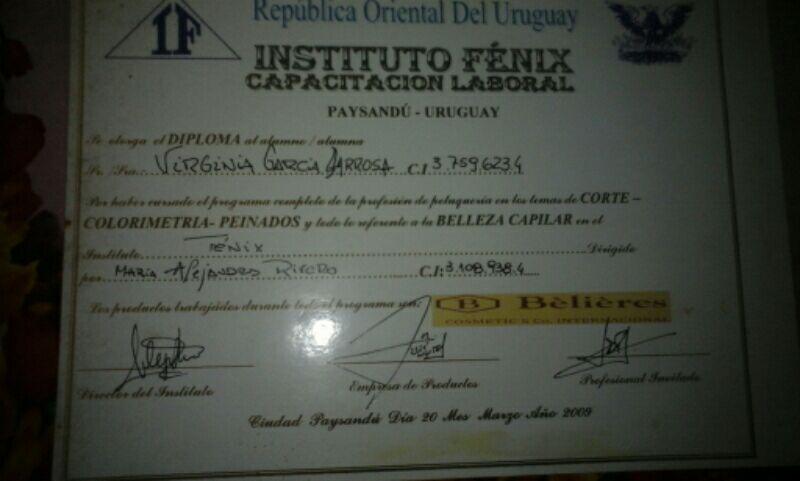 IF
República Oriental Del Uruguay
INSTITUTO FÉNIX
CAPACITACION LABORAL
PAYSANDÚ - URUGUAY
Se otorga el DIPLOMA al alumno / alumna
Sr. /Sra.: VIRGINIA GARCIA BARROSA C.I 3.759.623.4
Por haber cursado el programa completo de la profesión de peluquería en los temas de CORTE –
COLORIMETRIA- PEINADOS y todo lo referente a la BELLEZA CAPILAR en el
Instituto FÉNIX Dirigido
por MARÍA Alejandra RIVERO C.I: 3.108.938.4
Los productos trabajados durante todo el programa son: B Bèlières
COSMETIC'S Co. INTERNACIONAL
Director del Instituto Empresa de Productos Profesional Invitado
Ciudad Paysandú Día 20 Mes Marzo Año 2009